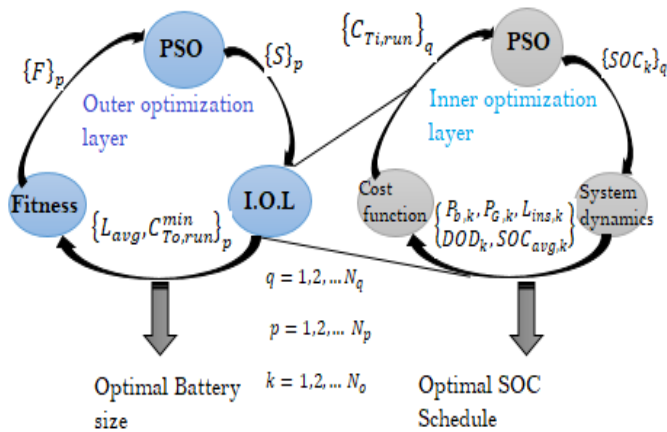 PSO
{F}_p
{S}_p
Outer optimization
layer
Fitness
I.O.L
{L_{avg}, C^{min}_{To,run}}_p
Optimal Battery
size
{C_{Ti,run}}_q
PSO
{SOC_k}_q
Inner optimization
layer
Cost
function
System
dynamics
{P_{b,k}, P_{G,k}, L_{ins,k}
DOD_k, SOC_{avg,k}}
q = 1,2, ... N_q
p = 1,2, ... N_p
k = 1,2, ... N_o
Optimal SOC
Schedule